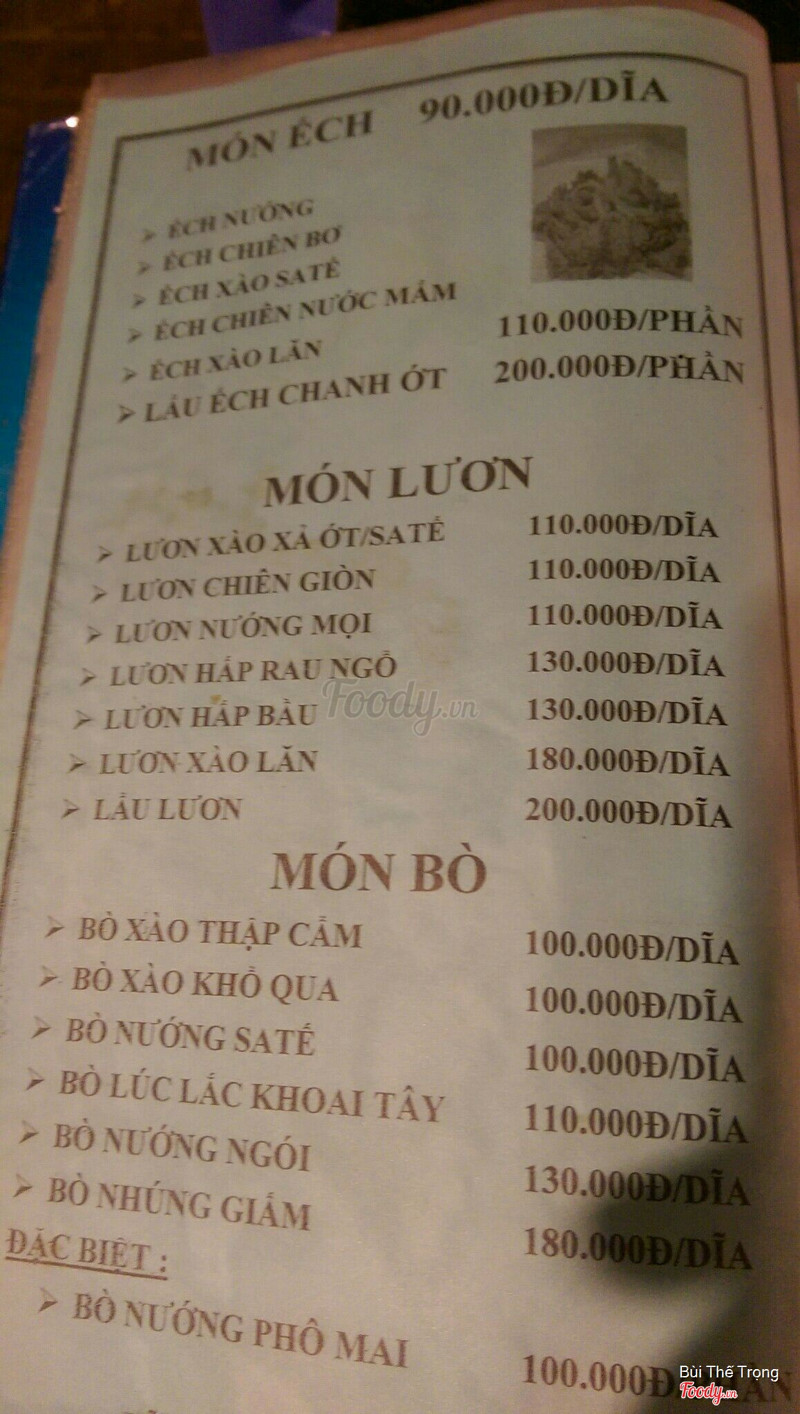 MÓN ẾCH 90.000Đ/DĨA
➢ ẾCH NƯỚNG
➢ ẾCH CHIÊN BƠ
➢ ẾCH XÀO SATẾ
➢ ẾCH CHIÊN NƯỚC MẮM
➢ ẾCH XÀO LĂN 110.000Đ/PHẦN
➢ LẨU ẾCH CHANH ỚT 200.000Đ/PHẦN
MÓN LƯƠN
➢ LƯƠN XÀO XẢ ỚT/SATẾ 110.000Đ/DĨA
➢ LƯƠN CHIÊN GIÒN 110.000Đ/DĨA
➢ LƯƠN NƯỚNG MỌI 110.000Đ/DĨA
➢ LƯƠN HẤP RAU NGỔ 130.000Đ/DĨA
➢ LƯƠN HẤP BẦU 130.000Đ/DĨA
➢ LƯƠN XÀO LĂN 180.000Đ/DĨA
➢ LẨU LƯƠN 200.000Đ/DĨA
MÓN BÒ
➢ BÒ XÀO THẬP CẨM 100.000Đ/DĨA
➢ BÒ XÀO KHỔ QUA 100.000Đ/DĨA
➢ BÒ NƯỚNG SATẾ 100.000Đ/DĨA
➢ BÒ LÚC LẮC KHOAI TÂY 110.000Đ/DĨA
➢ BÒ NƯỚNG NGÓI 130.000Đ/DĨA
➢ BÒ NHÚNG GIẤM 180.000Đ/DĨA
ĐẶC BIỆT :
➢ BÒ NƯỚNG PHÔ MAI 100.000Đ/PHẦN
Foody.vn
Bùi Thế Trọng
Foody.vn